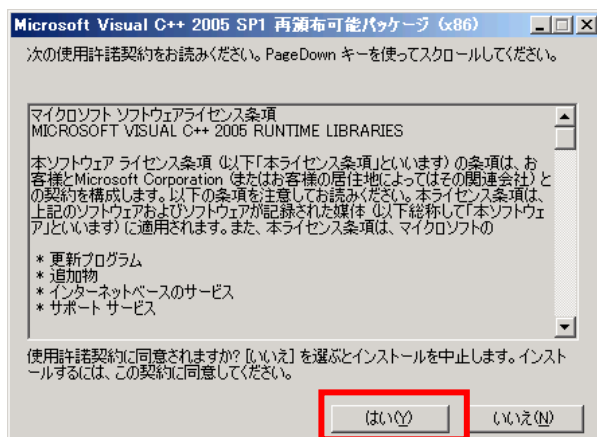 Microsoft Visual C++ 2005 SP1 再頒布可能パッケージ (x86)
次の使用許諾契約をお読みください。PageDown キーを使ってスクロールしてください。
マイクロソフト ソフトウェアライセンス条項
MICROSOFT VISUAL C++ 2005 RUNTIME LIBRARIES
本ソフトウェア ライセンス条項 (以下「本ライセンス条項」といいます) の条項は、お
客様とMicrosoft Corporation (またはお客様の居住地によってはその関連会社) と
の契約を構成します。以下の条項を注意してお読みください。本ライセンス条項は、
上記のソフトウェアおよびソフトウェアが記録された媒体 (以下総称して「本ソフトウェ
ア」といいます) に適用されます。また、本ライセンス条項は、マイクロソフトの
* 更新プログラム
* 追加物
* インターネットベースのサービス
* サポート サービス
使用許諾契約に同意されますか? [いいえ] を選ぶとインストールを中止します。インスト
ールするには、この契約に同意してください。
はい(Y)
いいえ(N)